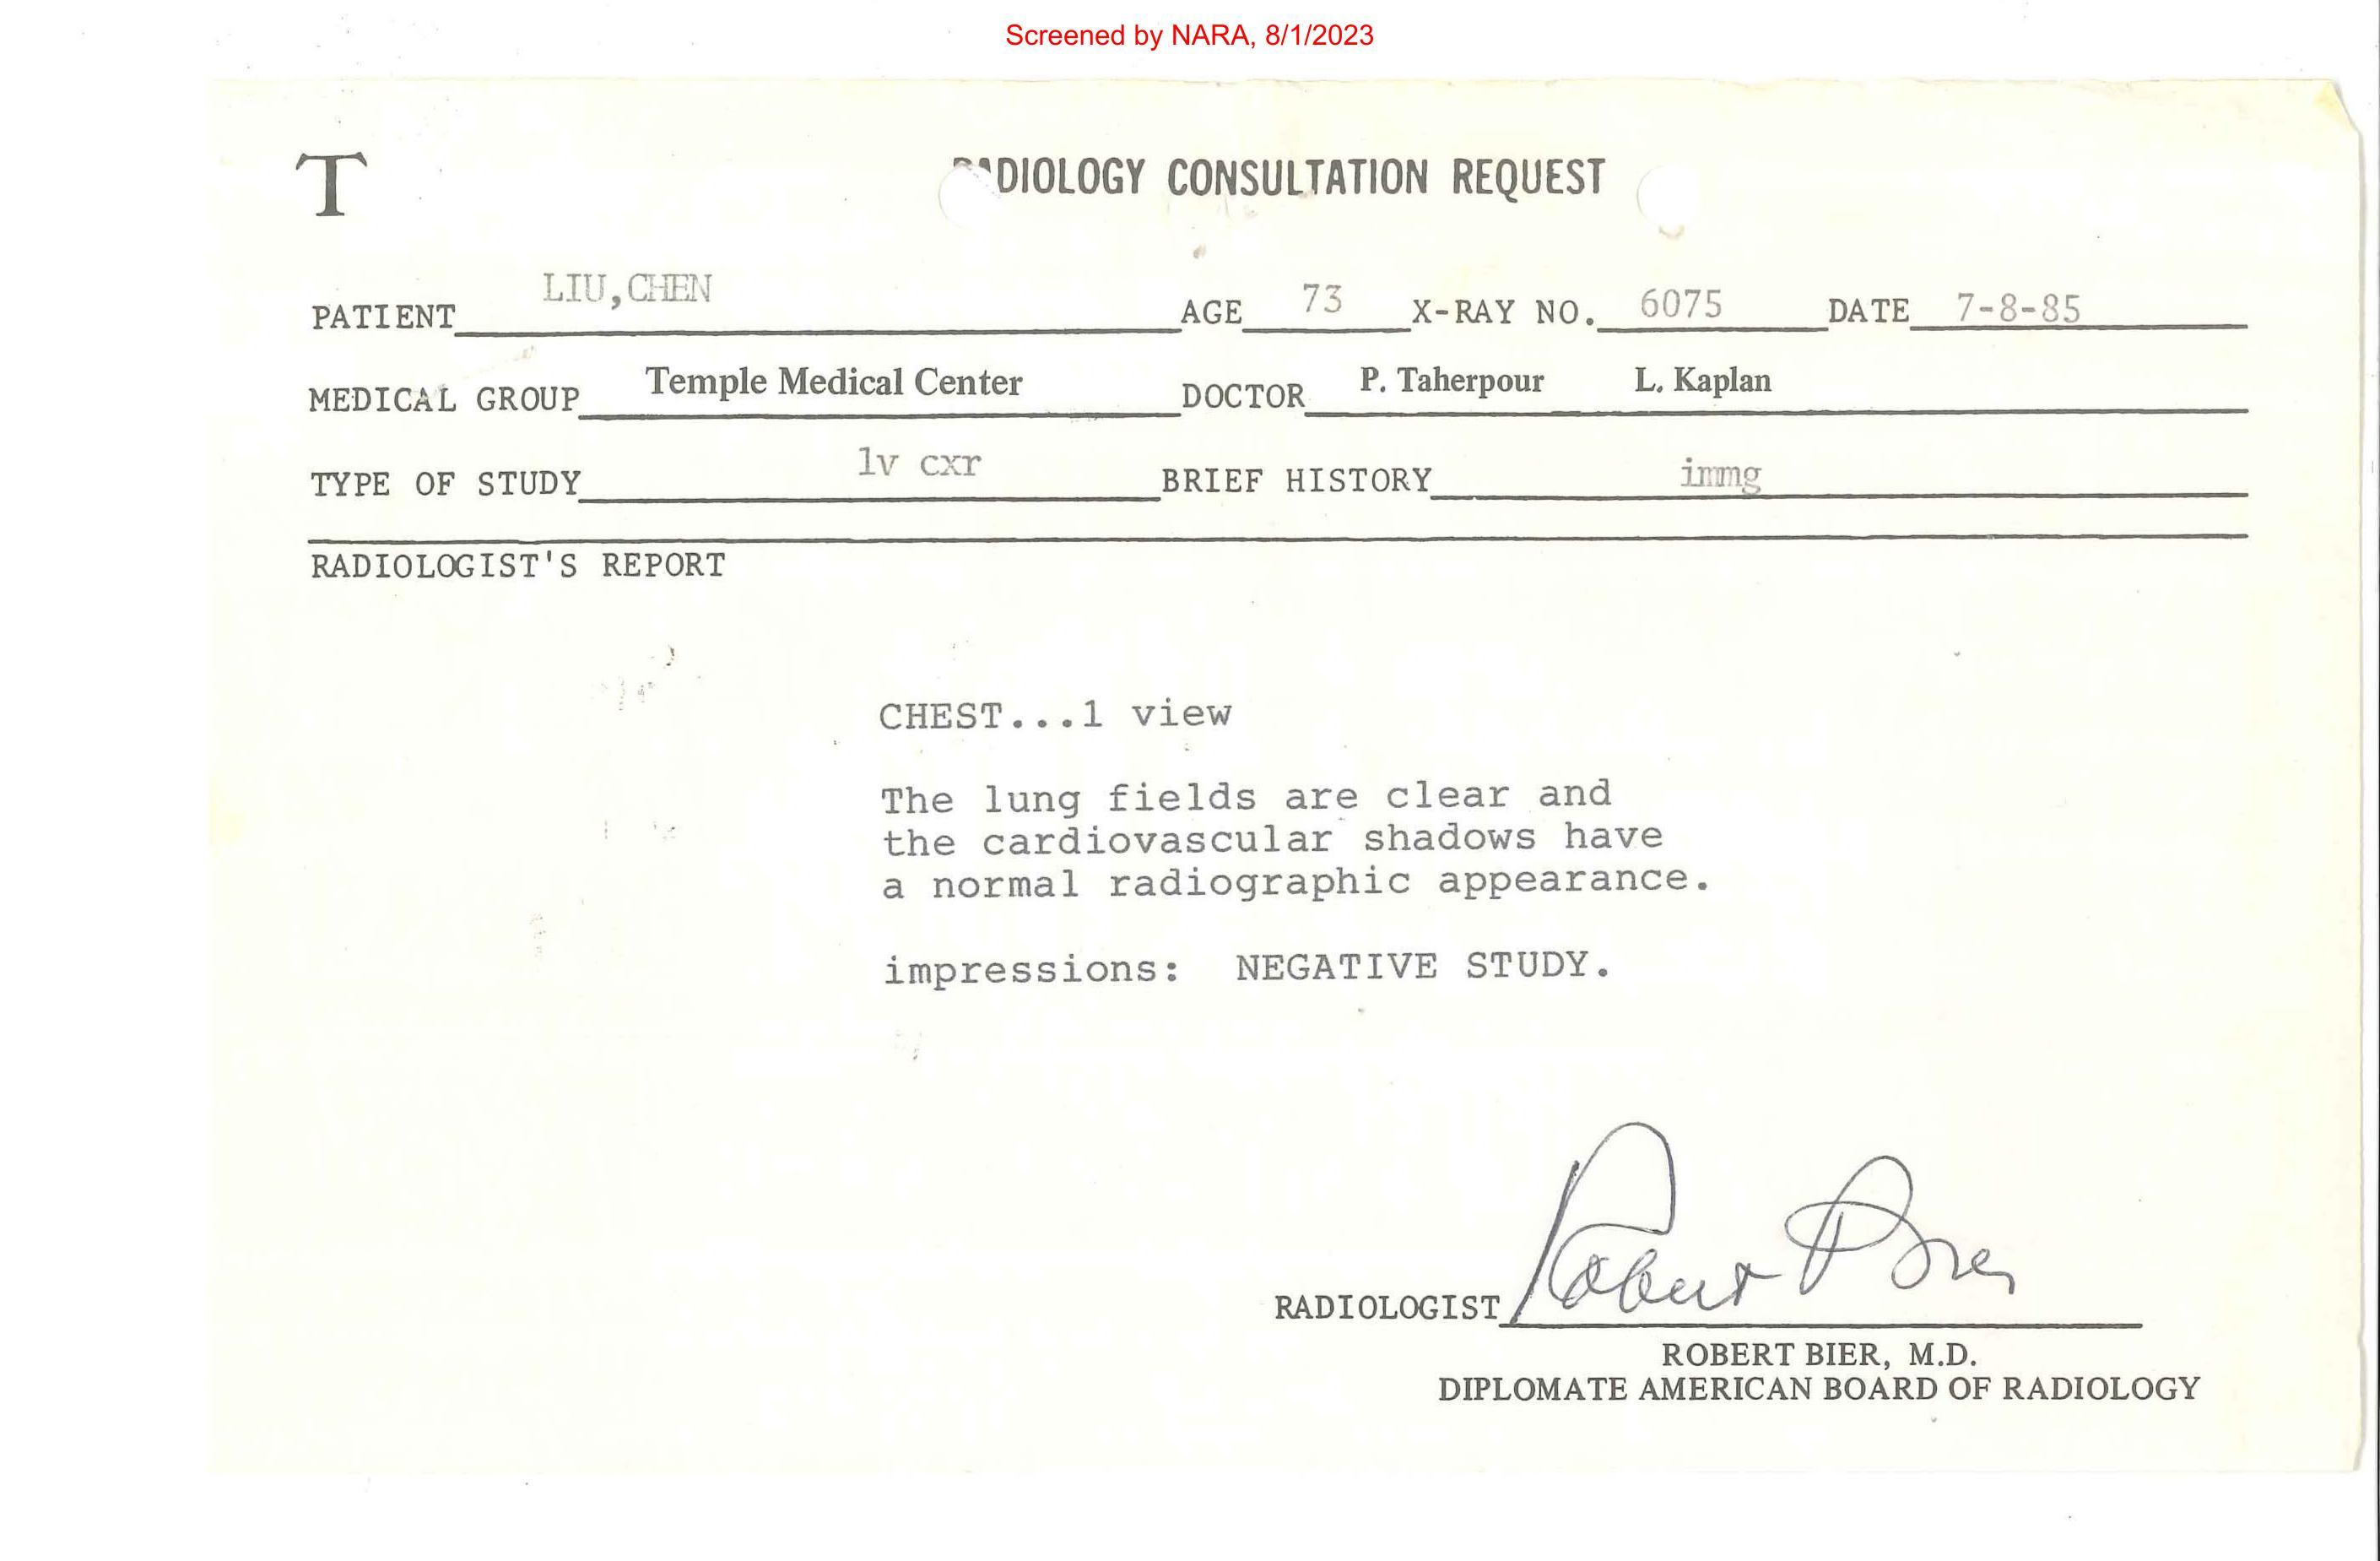 Screened by NARA, 8/1/2023
T
RADIOLOGY CONSULTATION REQUEST
PATIENT LIU,CHEN AGE 73 X-RAY NO. 6075 DATE 7-8-85
MEDICAL GROUP Temple Medical Center DOCTOR P. Taherpour L. Kaplan
TYPE OF STUDY 1v cxr BRIEF HISTORY immg
RADIOLOGIST'S REPORT
CHEST...1 view
The lung fields are clear and
the cardiovascular shadows have
a normal radiographic appearance.
impressions: NEGATIVE STUDY.
RADIOLOGIST Robert Bier
ROBERT BIER, M.D.
DIPLOMATE AMERICAN BOARD OF RADIOLOGY